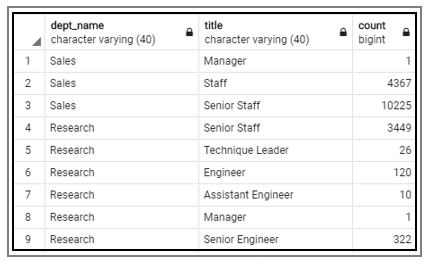 dept_name title count
character varying (40) character varying (40) bigint
1 Sales Manager 1
2 Sales Staff 4367
3 Sales Senior Staff 10225
4 Research Senior Staff 3449
5 Research Technique Leader 26
6 Research Engineer 120
7 Research Assistant Engineer 10
8 Research Manager 1
9 Research Senior Engineer 322